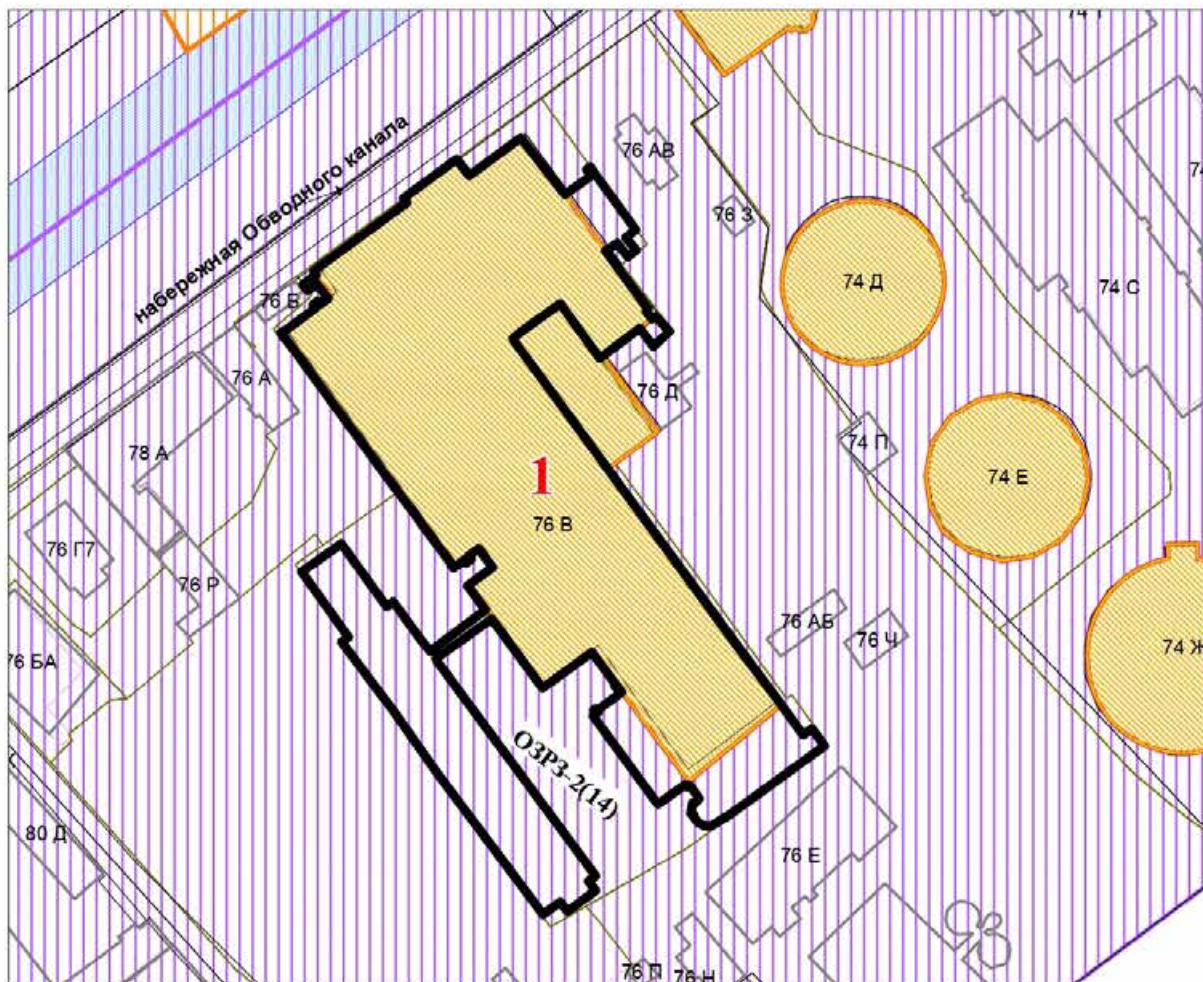 набережная Обводного канала
76 АВ
76 З
76 Б
74 Д
74 С
76 А
76 Д
78 А
74 П
1
74 Е
76 В
76 Г7
76 Р
76 АБ
76 Ч
74 Ж
76 БА
ОЗРЗ-2(14)
80 Д
76 Е
76 П
76 Н